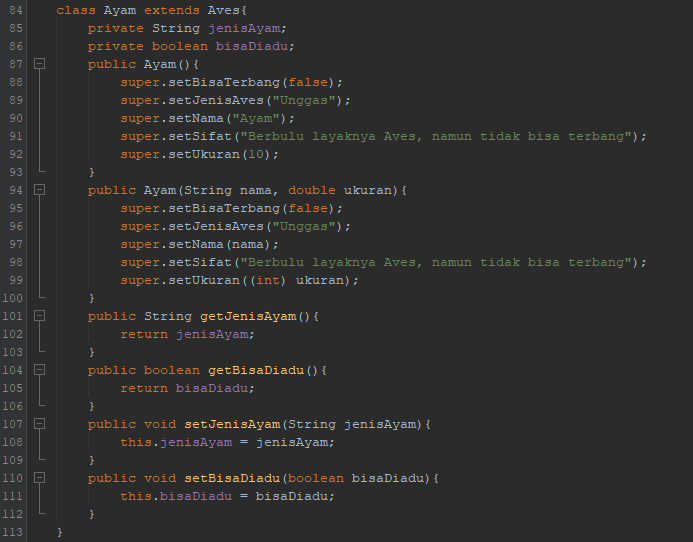 84 class Ayam extends Aves{
85     private String jenisAyam;
86     private boolean bisaDiadu;
87     public Ayam(){
88         super.setBisaTerbang(false);
89         super.setJenisAves("Unggas");
90         super.setNama("Ayam");
91         super.setSifat("Berbulu layaknya Aves, namun tidak bisa terbang");
92         super.setUkuran(10);
93     }
94     public Ayam(String nama, double ukuran){
95         super.setBisaTerbang(false);
96         super.setJenisAves("Unggas");
97         super.setNama(nama);
98         super.setSifat("Berbulu layaknya Aves, namun tidak bisa terbang");
99         super.setUkuran((int) ukuran);
100     }
101     public String getJenisAyam(){
102         return jenisAyam;
103     }
104     public boolean getBisaDiadu(){
105         return bisaDiadu;
106     }
107     public void setJenisAyam(String jenisAyam){
108         this.jenisAyam = jenisAyam;
109     }
110     public void setBisaDiadu(boolean bisaDiadu){
111         this.bisaDiadu = bisaDiadu;
112     }
113 }